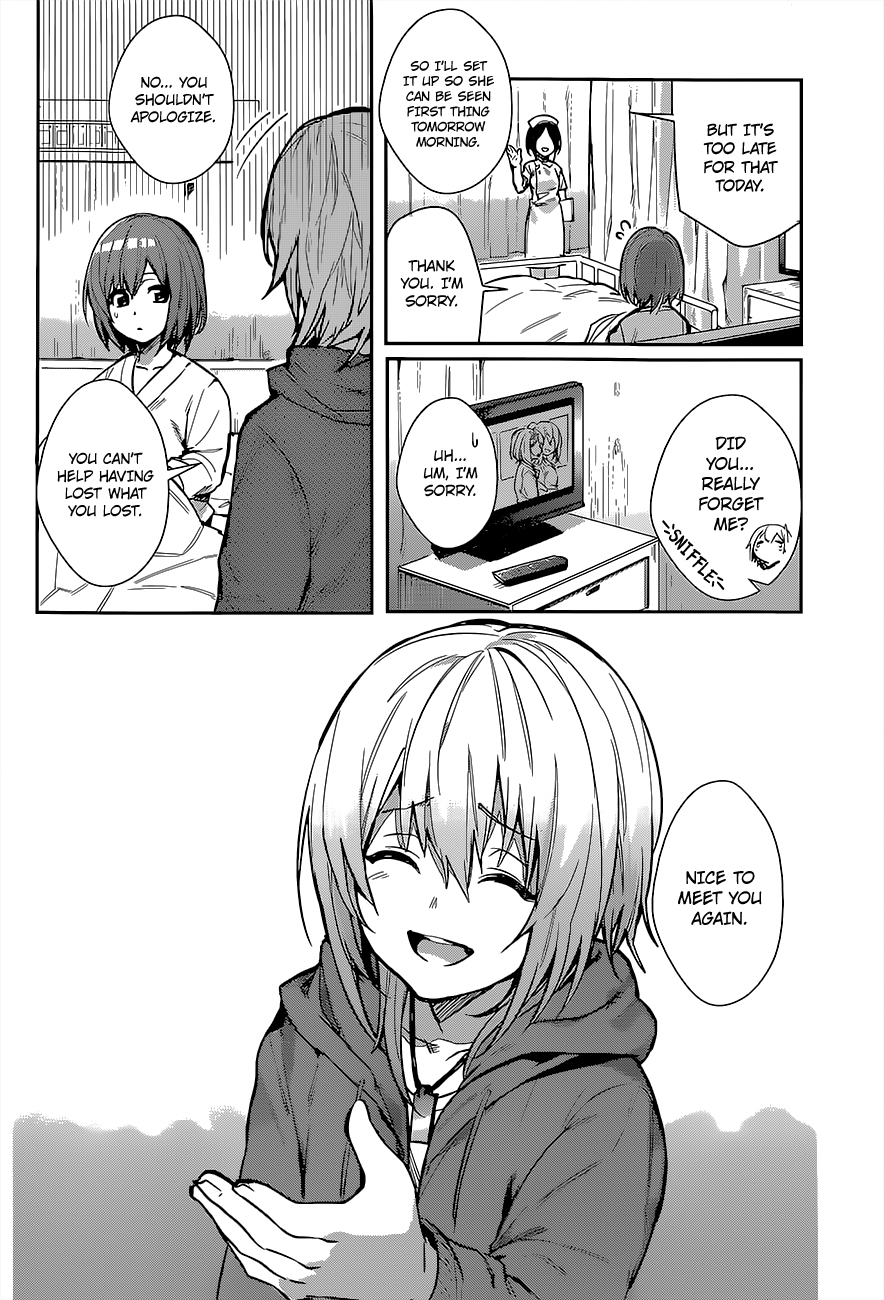 BUT IT'S
TOO LATE
FOR THAT
TODAY.
SO I'LL SET
IT UP SO SHE
CAN BE SEEN
FIRST THING
TOMORROW
MORNING.
THANK
YOU. I'M
SORRY.
DID
YOU...
REALLY
FORGET
ME?
SNIFFLE
UH...
UM, I'M
SORRY.
NO... YOU
SHOULDN'T
APOLOGIZE.
YOU CAN'T
HELP HAVING
LOST WHAT
YOU LOST.
NICE TO
MEET YOU
AGAIN.